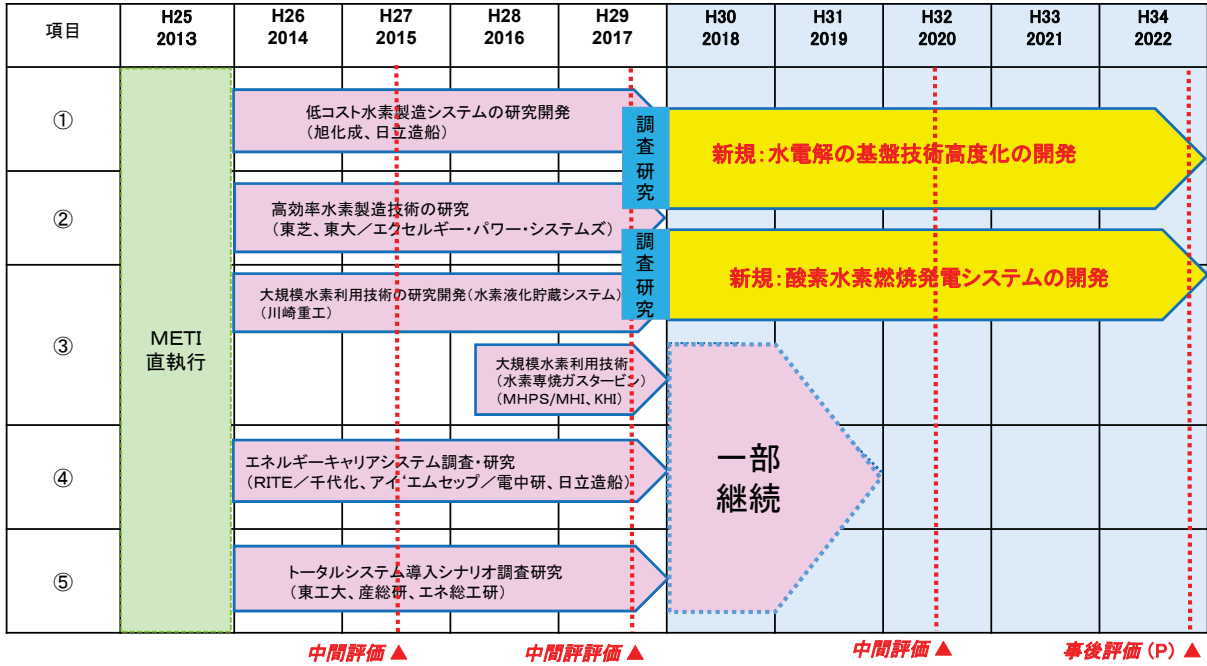 項目
H25
2013
H26
2014
H27
2015
H28
2016
H29
2017
H30
2018
H31
2019
H32
2020
H33
2021
H34
2022
①
②
③
④
⑤
METI
直執行
低コスト水素製造システムの研究開発
(旭化成、日立造船)
高効率水素製造技術の研究
(東芝、東大/エクセルギー・パワー・システムズ)
大規模水素利用技術の研究開発(水素液化貯蔵システム)
(川崎重工)
大規模水素利用技術
(水素専焼ガスタービン)
(MHPS/MHI、KHI)
エネルギーキャリアシステム調査・研究
(RITE/千代化、アイ'エムセップ/電中研、日立造船)
トータルシステム導入シナリオ調査研究
(東工大、産総研、エネ総工研)
調査研究
新規:水電解の基盤技術高度化の開発
調査研究
新規:酸素水素燃焼発電システムの開発
一部
継続
中間評価 ▲
中間評評価 ▲
中間評価 ▲
事後評価 (P) ▲